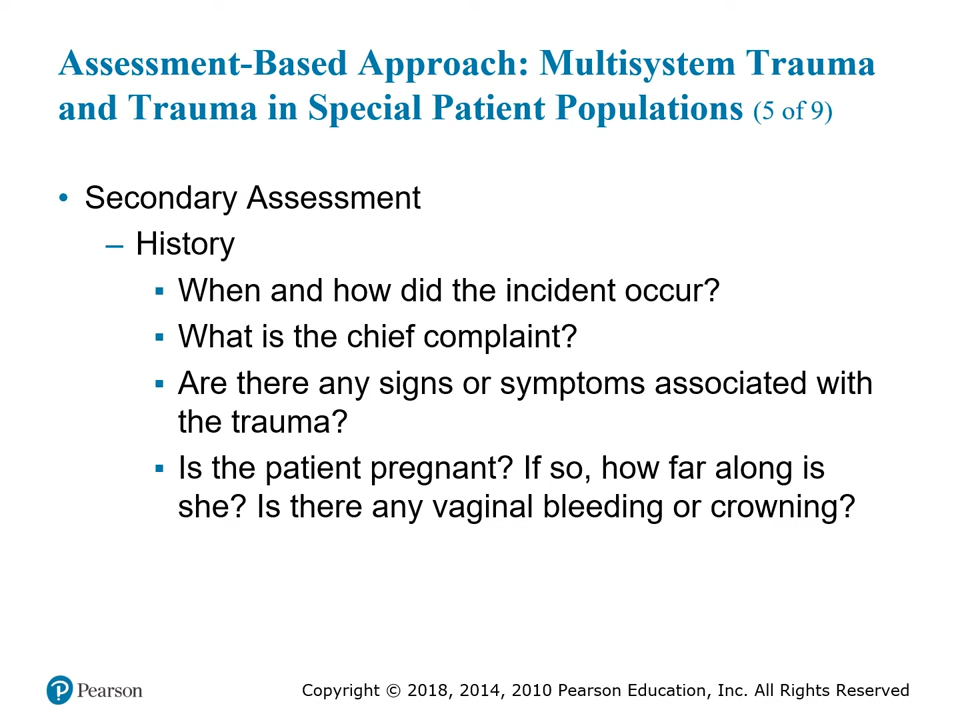 Assessment-Based Approach: Multisystem Trauma
and Trauma in Special Patient Populations (5 of 9)
• Secondary Assessment
– History
▪ When and how did the incident occur?
▪ What is the chief complaint?
▪ Are there any signs or symptoms associated with
the trauma?
▪ Is the patient pregnant? If so, how far along is
she? Is there any vaginal bleeding or crowning?
Pearson
Copyright © 2018, 2014, 2010 Pearson Education, Inc. All Rights Reserved